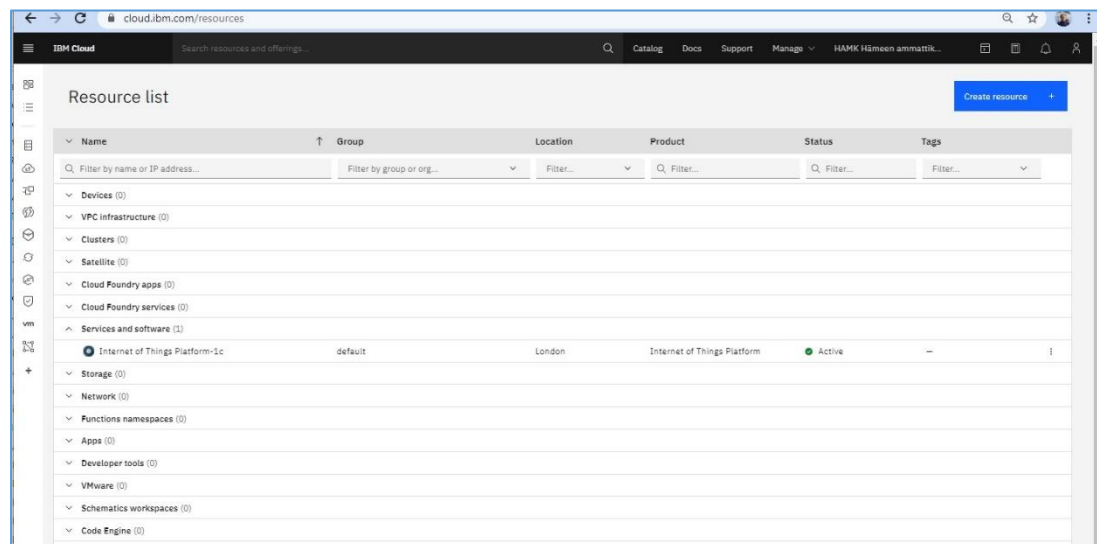 cloud.ibm.com/resources
IBM Cloud Search resources and offerings... Catalog Docs Support Manage HAMK Hämeen ammattik...
Resource list
Create resource +
Name Group Location Product Status Tags
Filter by name or IP address... Filter by group or org... Filter... Filter... Filter... Filter...
Devices (0)
VPC infrastructure (0)
Clusters (0)
Satellite (0)
Cloud Foundry apps (0)
Cloud Foundry services (0)
vm
Services and software (1)
Internet of Things Platform-1c default London Internet of Things Platform Active –
Storage (0)
Network (0)
Functions namespaces (0)
Apps (0)
Developer tools (0)
VMware (0)
Schematics workspaces (0)
Code Engine (0)